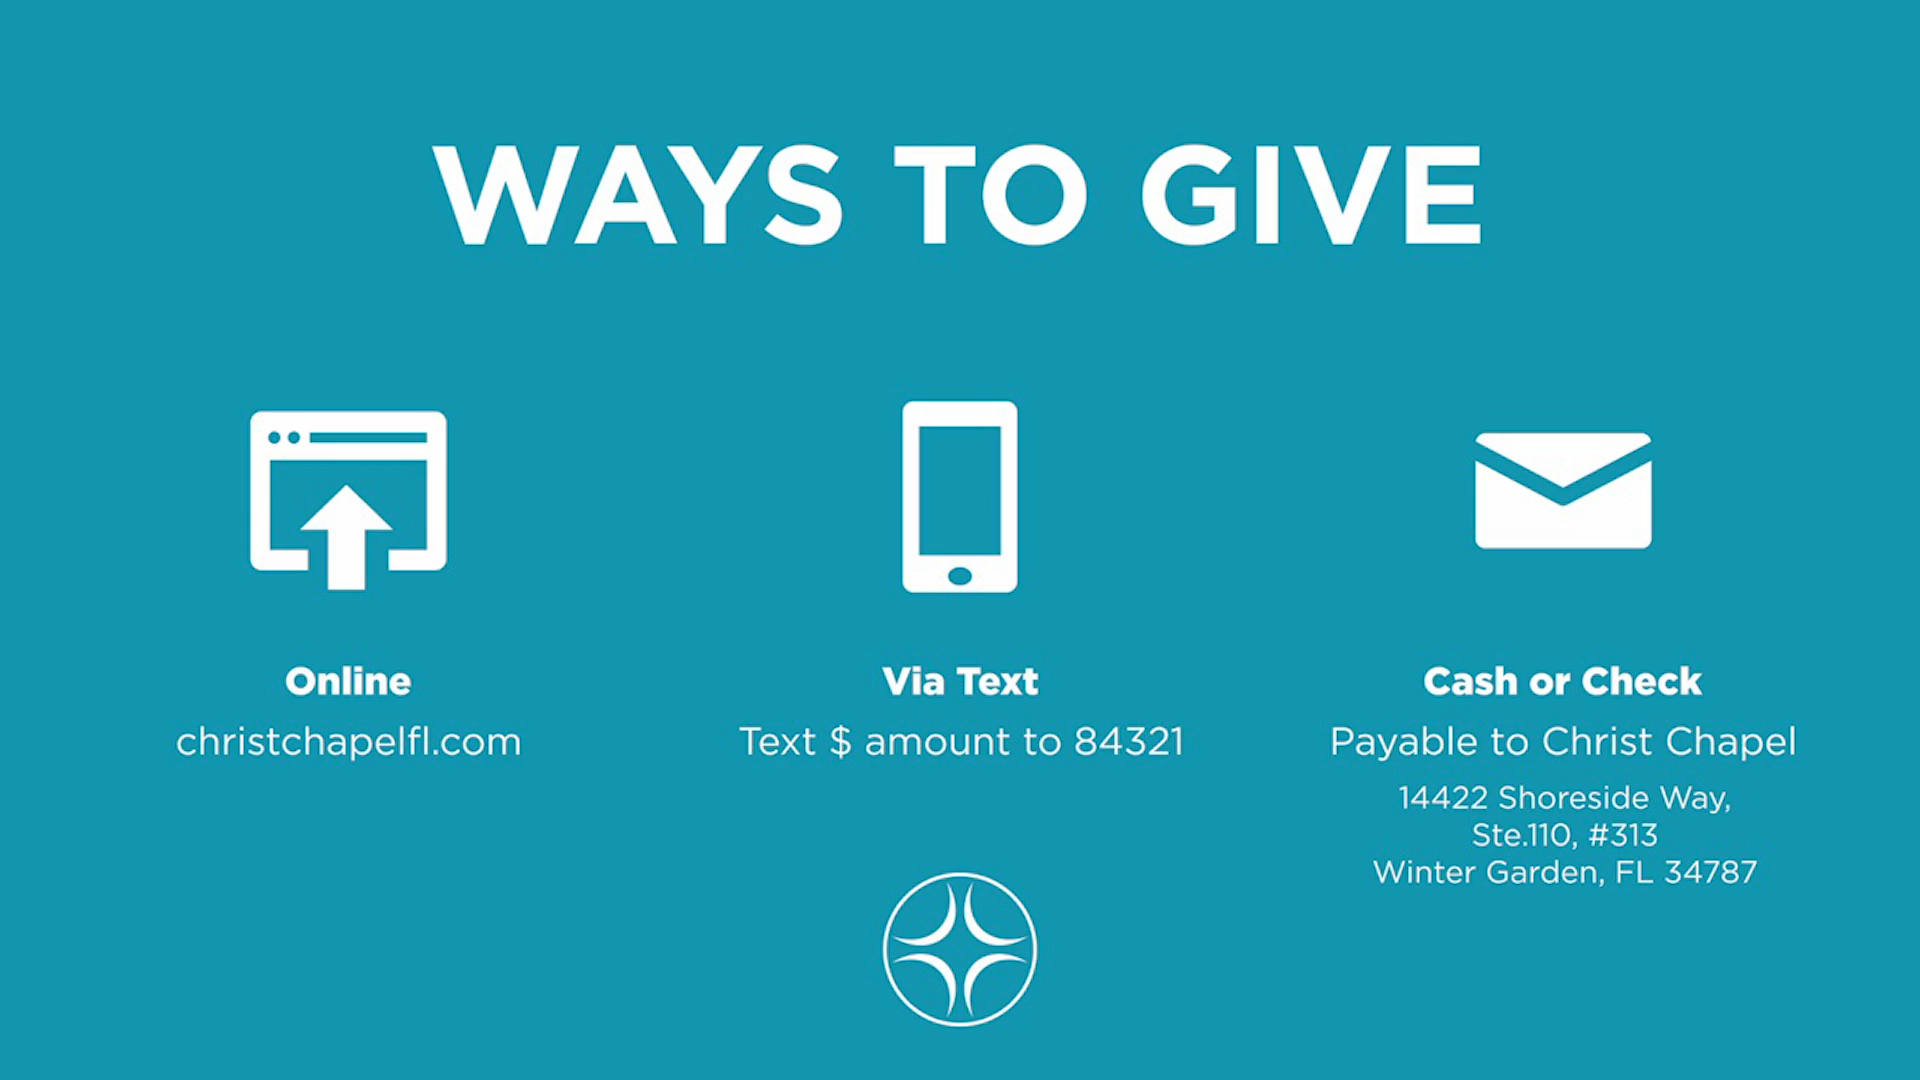 WAYS TO GIVE
Online
christchapelfl.com
Via Text
Text $ amount to 84321
Cash or Check
Payable to Christ Chapel
14422 Shoreside Way,
Ste.110, #313
Winter Garden, FL 34787